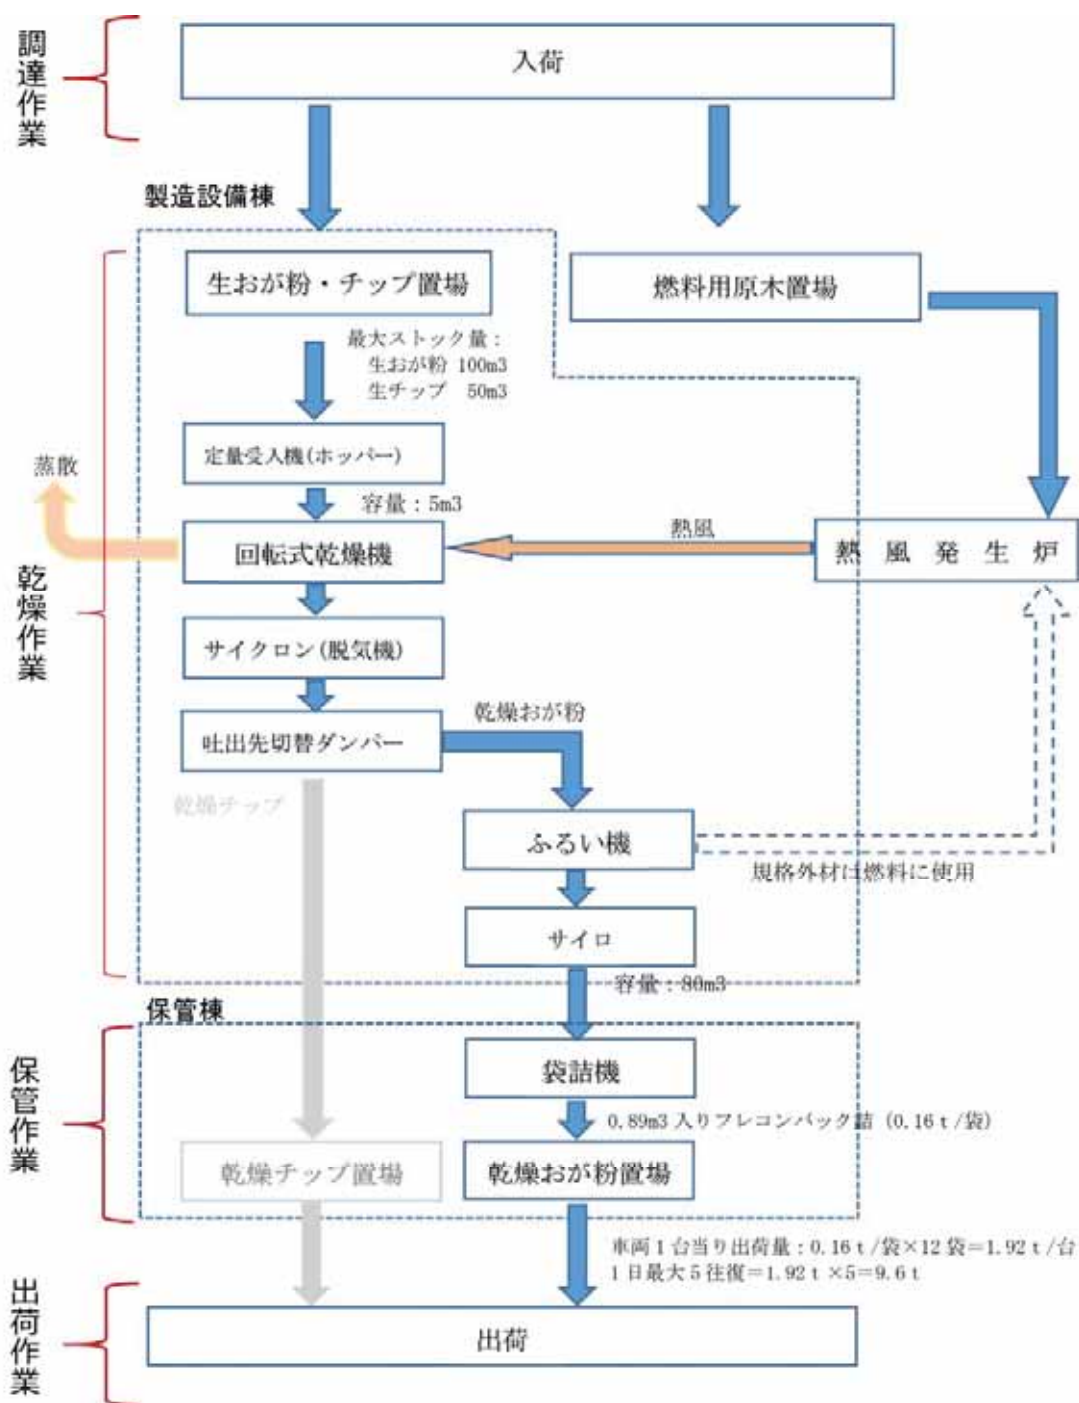 調達作業
入荷
製造設備棟
生おが粉・チップ置場
燃料用原木置場
最大ストック量：
生おが粉 100m3
生チップ 50m3
定量受入機(ホッパー)
蒸散
容量：5m3
回転式乾燥機
熱風
熱風発生炉
乾燥作業
サイクロン(脱気機)
吐出先切替ダンパー
乾燥おが粉
乾燥チップ
ふるい機
規格外材は燃料に使用
サイロ
容量：80m3
保管棟
保管作業
袋詰機
0.89m3 入りフレコンバック詰（0.16ｔ/袋）
乾燥チップ置場
乾燥おが粉置場
車両１台当り出荷量：0.16ｔ/袋×12 袋＝1.92ｔ/台
１日最大５往復＝1.92ｔ×5＝9.6ｔ
出荷作業
出荷